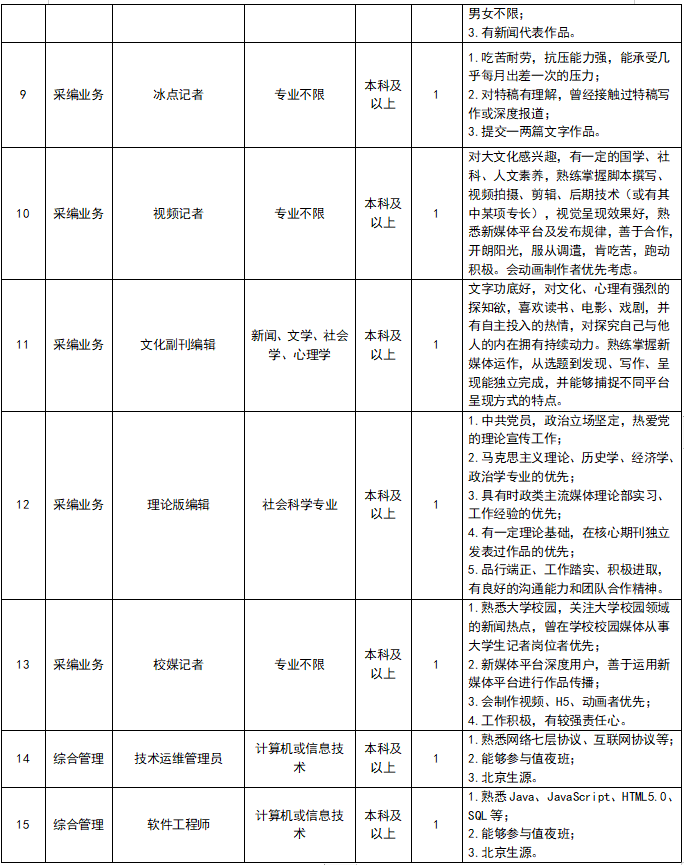 男女不限;
3.有新闻代表作品。
9
采编业务
冰点记者
专业不限
本科及
以上
1
1.吃苦耐劳，抗压能力强，能承受几
乎每月出差一次的压力;
2.对特稿有理解，曾经接触过特稿写
作或深度报道;
3.提交一两篇文字作品。
10
采编业务
视频记者
专业不限
本科及
以上
1
对大文化感兴趣，有一定的国学、社
科、人文素养，熟练掌握脚本撰写、
视频拍摄、剪辑、后期技术（或有其
中某项专长），视觉呈现效果好，熟
悉新媒体平台及发布规律，善于合作，
开朗阳光，服从调遣，肯吃苦，跑动
积极。会动画制作者优先考虑。
11
采编业务
文化副刊编辑
新闻、文学、社会
学、心理学
本科及
以上
1
文字功底好，对文化、心理有强烈的
探知欲，喜欢读书、电影、戏剧，并
有自主投入的热情，对探究自己与他
人的内在拥有持续动力。熟练掌握新
媒体运作，从选题到发现、写作、呈
现能独立完成，并能够捕捉不同平台
呈现方式的特点。
12
采编业务
理论版编辑
社会科学专业
本科及
以上
1
1.中共党员，政治立场坚定，热爱党
的理论宣传工作;
2.马克思主义理论、历史学、经济学、
政治学专业的优先;
3.具有时政类主流媒体理论部实习、
工作经验的优先;
4.有一定理论基础，在核心期刊独立
发表过作品的优先;
5.品行端正、工作踏实、积极进取，
有良好的沟通能力和团队合作精神。
13
采编业务
校媒记者
专业不限
本科及
以上
1
1.熟悉大学校园，关注大学校园领域
的新闻热点，曾在学校校园媒体从事
大学生记者岗位者优先;
2.新媒体平台深度用户，善于运用新
媒体平台进行作品传播;
3.会制作视频、H5、动画者优先;
4.工作积极，有较强责任心。
14
综合管理
技术运维管理员
计算机或信息技
术
本科及
以上
1
1.熟悉网络七层协议、互联网协议等;
2.能够参与值夜班;
3.北京生源。
15
综合管理
软件工程师
计算机或信息技
术
本科及
以上
1
1.熟悉 Java、JavaScript、HTML5.0、
SQL 等;
2.能够参与值夜班;
3.北京生源。